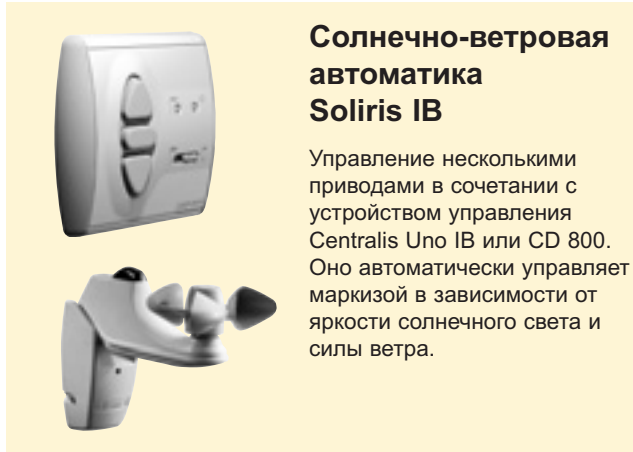 Солнечно-ветровая
автоматика
Soliris IB
Управление несколькими
приводами в сочетании с
устройством управления
Centralis Uno IB или CD 800.
Оно автоматически управляет
маркизой в зависимости от
яркости солнечного света и
силы ветра.